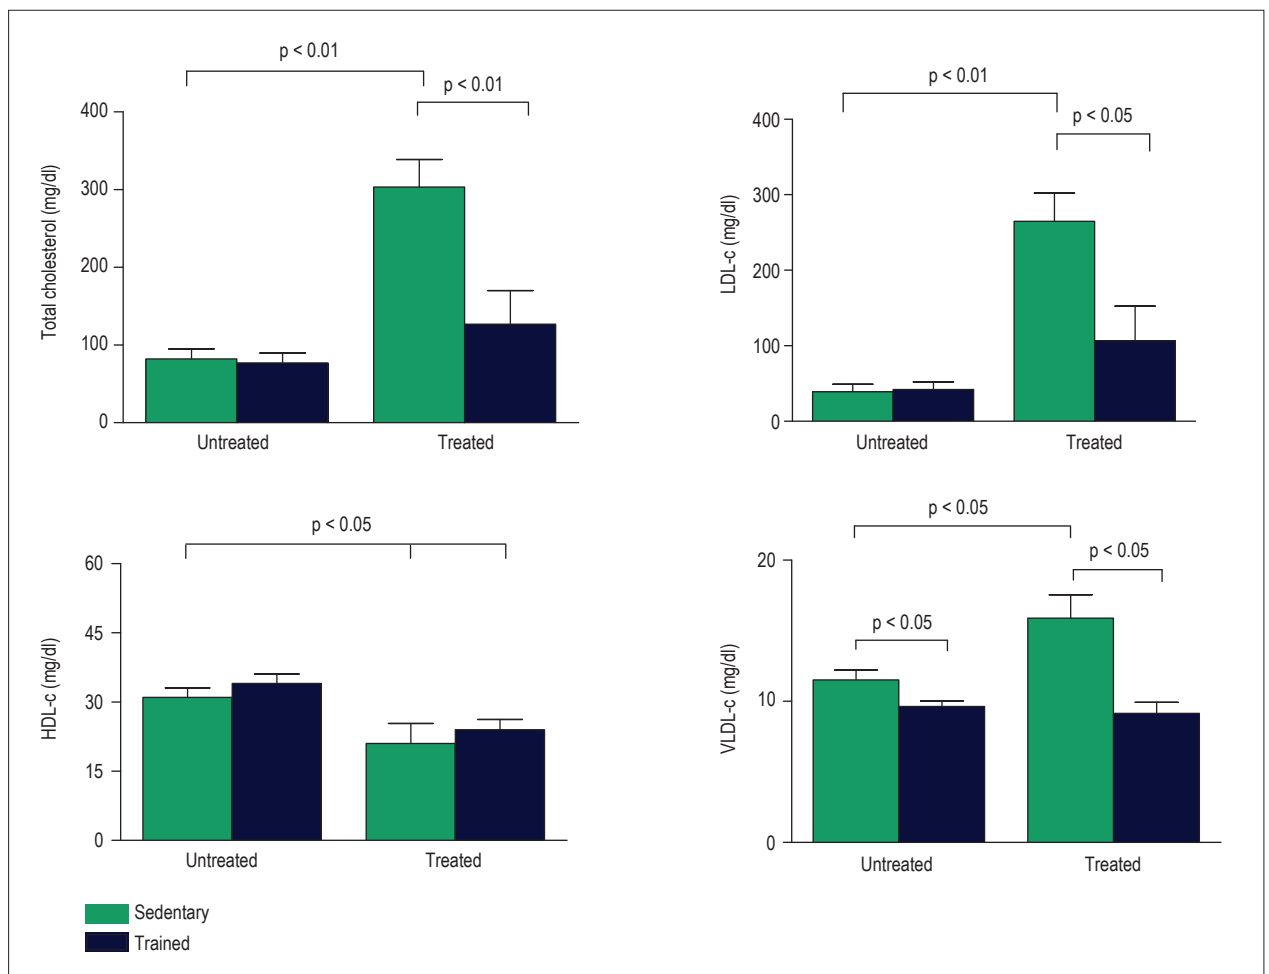 p < 0.01
p < 0.01
400
300
200
100
0
Total cholesterol (mg/dl)
Untreated
Treated
p < 0.01
p < 0.05
400
300
200
100
0
LDL-c (mg/dl)
Untreated
Treated
p < 0.05
60
45
30
15
0
HDL-c (mg/dl)
Untreated
Treated
p < 0.05
p < 0.05
p < 0.05
20
10
0
VLDL-c (mg/dl)
Untreated
Treated
Sedentary
Trained